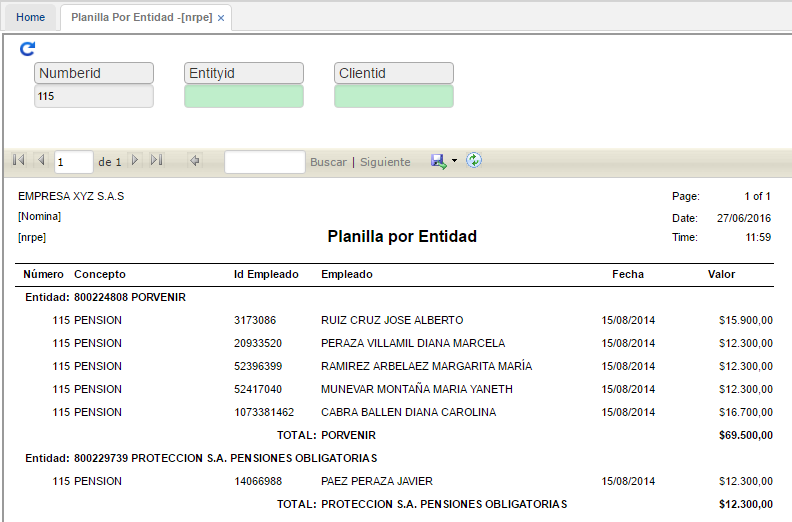 Home Planilla Por Entidad -[nrpe] ×
Numberid Entityid Clientid
115
1 de 1 Buscar | Siguiente
EMPRESA XYZ S.A.S Page: 1 of 1
[Nomina] Date: 27/06/2016
[nrpe] Planilla por Entidad Time: 11:59
Número Concepto Id Empleado Empleado Fecha Valor
Entidad: 800224808 PORVENIR
115 PENSION 3173086 RUIZ CRUZ JOSE ALBERTO 15/08/2014 $15.900,00
115 PENSION 20933520 PERAZA VILLAMIL DIANA MARCELA 15/08/2014 $12.300,00
115 PENSION 52396399 RAMIREZ ARBELAEZ MARGARITA MARÍA 15/08/2014 $12.300,00
115 PENSION 52417040 MUNEVAR MONTAÑA MARIA YANETH 15/08/2014 $12.300,00
115 PENSION 1073381462 CABRA BALLEN DIANA CAROLINA 15/08/2014 $16.700,00
TOTAL: PORVENIR $69.500,00
Entidad: 800229739 PROTECCION S.A. PENSIONES OBLIGATORIAS
115 PENSION 14066988 PAEZ PERAZA JAVIER 15/08/2014 $12.300,00
TOTAL: PROTECCION S.A. PENSIONES OBLIGATORIAS $12.300,00